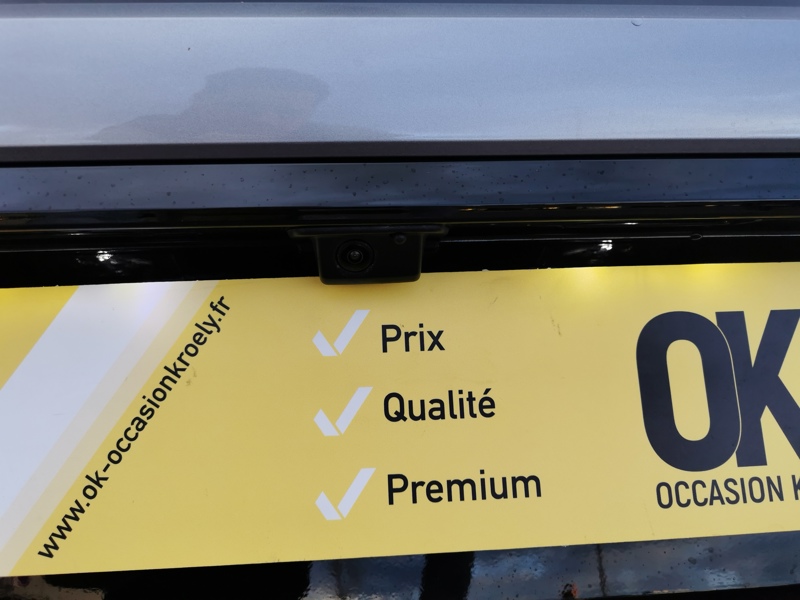 www.ok-occasionkroely.fr
Prix
Qualité
Premium
OK
OCCASION